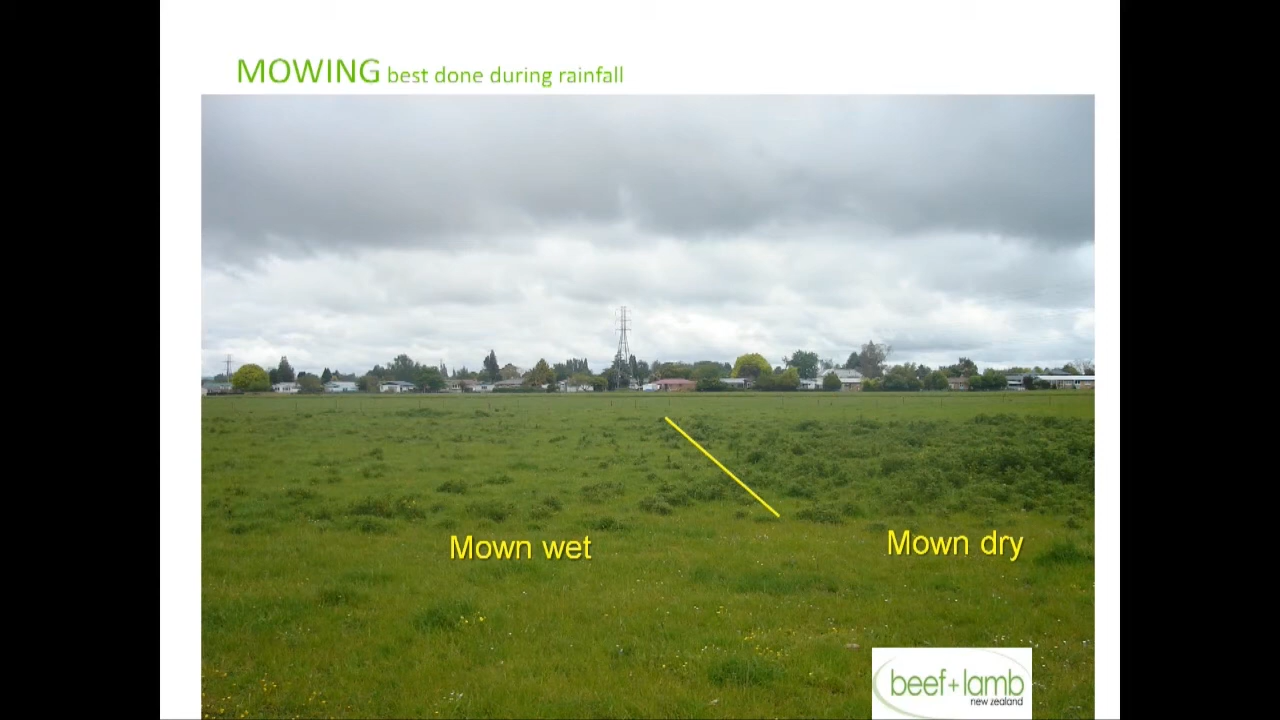 MOWING best done during rainfall
Mown wet
Mown dry
beef+lamb
new zealand